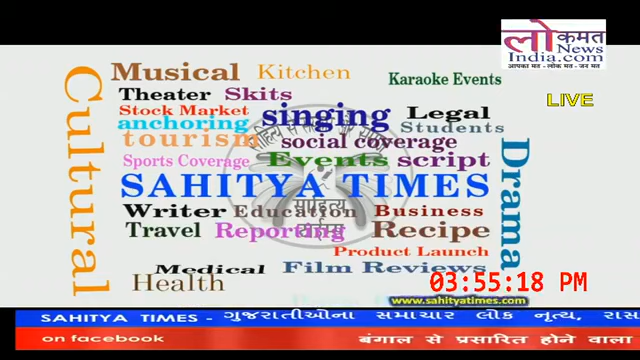 लोकमत
News
India.com
आपका मत - लोक मत - जन मत
LIVE
Cultural
Musical Kitchen
Karaoke Events
Theater Skits
Stock Market singing Legal
anchoring Students
tourism social coverage
Sports Coverage Events script
SAHITYA TIMES
साहित्य
टाईम्स
Writer Education Business
Travel Reporting Recipe
Product Launch
Medical Film Reviews
Health
Drama
03:55:18 PM
www.sahityatimes.com
SAHITYA TIMES - ગુજરાતીઓના સમાચાર લોક નૃત્ય, રાસ
on facebook बंगाल से प्रसारित होने वाला